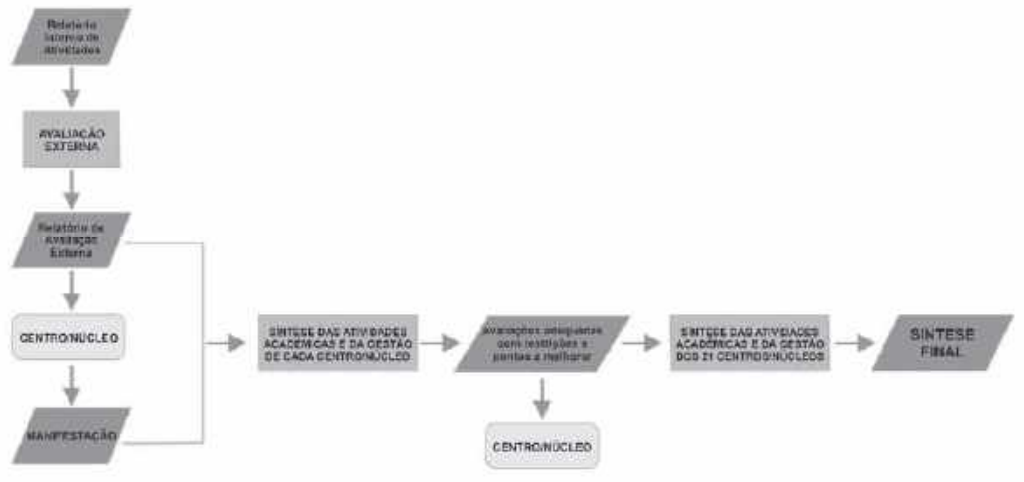 Relatório
Interno de
Atividades
AVALIAÇÃO
EXTERNA
Relatório de
Avaliação
Externa
CENTRO/NÚCLEO
MANIFESTAÇÃO
SÍNTESE DAS ATIVIDADES
ACADÊMICAS E DA GESTÃO
DE CADA CENTRO/NÚCLEO
Avaliações adequadas
com restrições e
pontos a melhorar
CENTRO/NÚCLEO
SÍNTESE DAS ATIVIDADES
ACADÊMICAS E DA GESTÃO
DOS 21 CENTROS/NÚCLEOS
SÍNTESE
FINAL